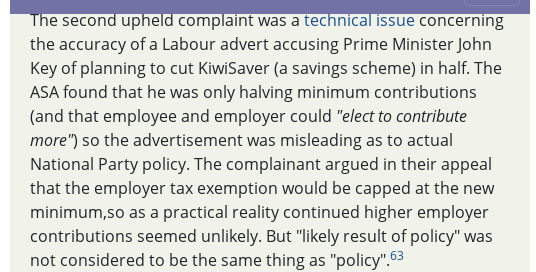 The second upheld complaint was a technical issue concerning
the accuracy of a Labour advert accusing Prime Minister John
Key of planning to cut KiwiSaver (a savings scheme) in half. The
ASA found that he was only halving minimum contributions
(and that employee and employer could "elect to contribute
more") so the advertisement was misleading as to actual
National Party policy. The complainant argued in their appeal
that the employer tax exemption would be capped at the new
minimum,so as a practical reality continued higher employer
contributions seemed unlikely. But "likely result of policy" was
not considered to be the same thing as "policy".63